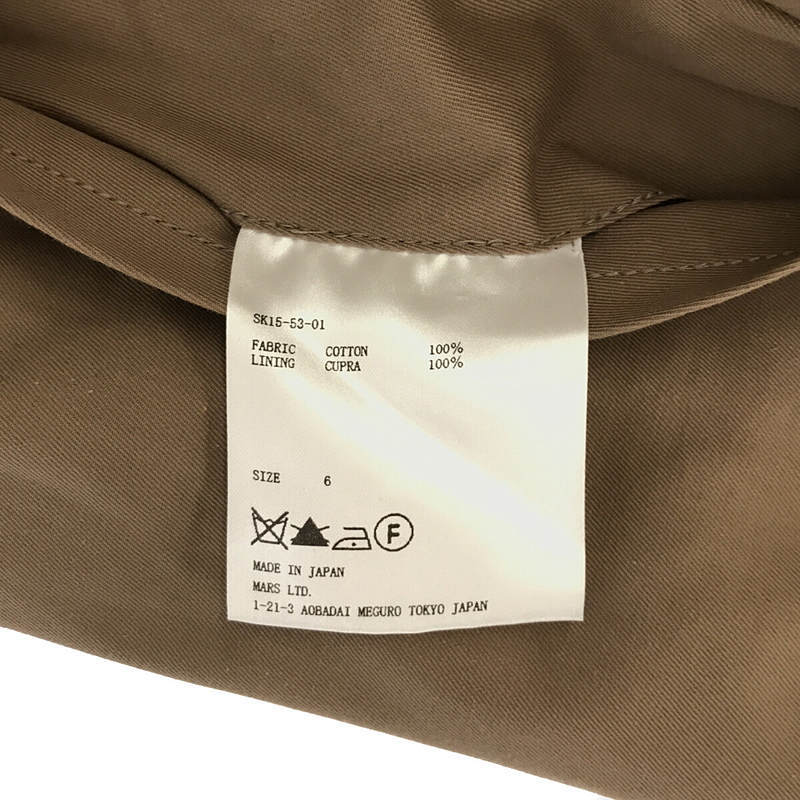 SK15-53-01
FABRIC COTTON 100%
LINING CUPRA 100%
SIZE 6
F
MADE IN JAPAN
MARS LTD.
1-21-3 AOBADAI MEGURO TOKYO JAPAN